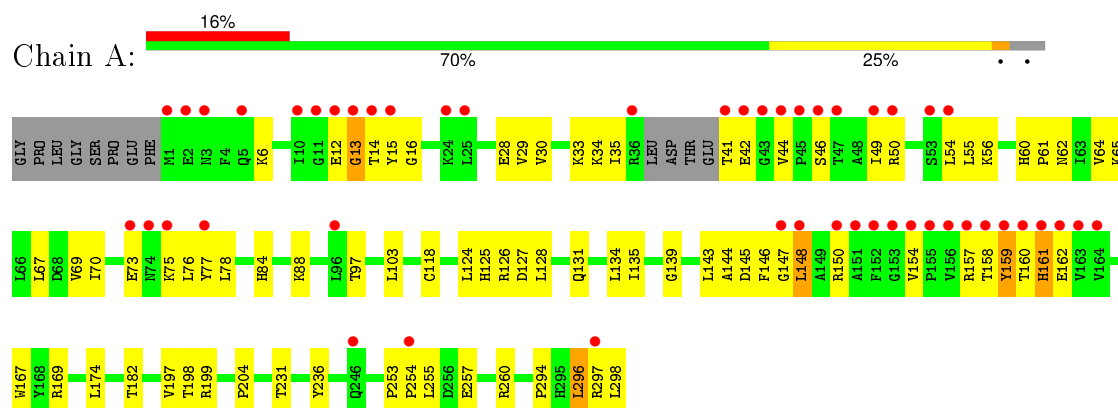 16%
Chain A:
70% 25% • •
GLY PRO LEU GLY SER PRO GLU PHE M1 E2 N3 F4 Q5 K6 I10 G11 E12 G13 T14 Y15 G16 K24 L25 E28 V29 V30 K33 K34 I35 R36 LEU ASP THR GLU T41 E42 G43 V44 P45 S46 T47 A48 I49 R50 S53 L54 L55 K56 H60 P61 N62 I63 V64 K65
L66 L67 D68 V69 I70 E73 N74 K75 L76 Y77 L78 H84 K88 L96 T97 L103 C118 L124 H125 R126 D127 L128 Q131 L134 I135 G139 L143 A144 D145 F146 G147 L148 A149 R150 A151 F152 G153 V154 P155 V156 R157 T158 Y159 T160 H161 E162 V163 V164
W167 Y168 R169 L174 T182 V197 T198 R199 P204 T231 Y236 Q246 P253 P254 L255 D256 E257 R260 P294 H295 L296 R297 L298